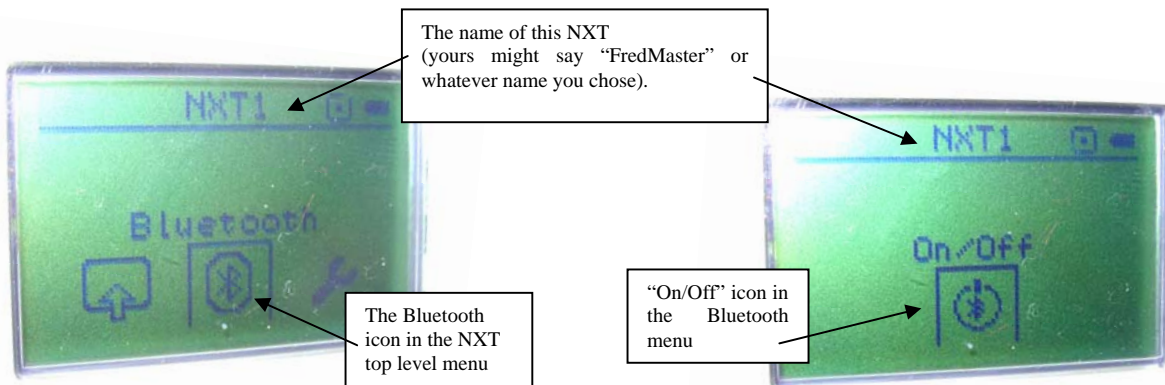 The name of this NXT
(yours might say “FredMaster” or
whatever name you chose).
NXT1
Bluetooth
The Bluetooth
icon in the NXT
top level menu
NXT1
On/Off
“On/Off” icon in
the Bluetooth
menu